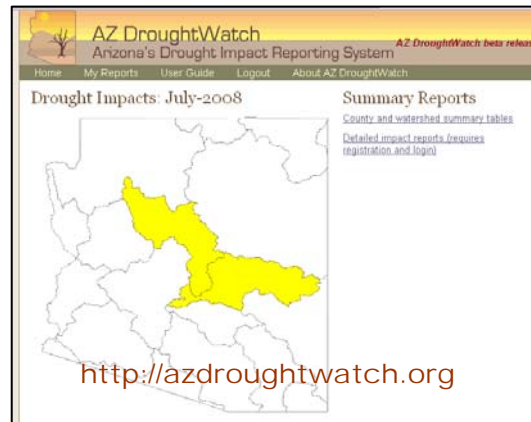 AZ DroughtWatch
Arizona's Drought Impact Reporting System
AZ DroughtWatch beta release
Home My Reports User Guide Logout About AZ DroughtWatch
Drought Impacts: July-2008
Summary Reports
County and watershed summary tables
Detailed impact reports (requires
registration and login)
http://azdroughtwatch.org